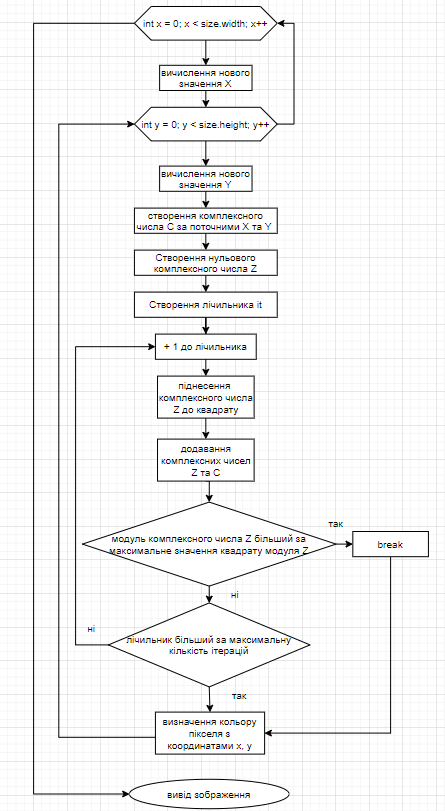 int x = 0; x < size.width; x++
вичислення нового
значення X
int y = 0; y < size.height; y++
вичислення нового
значення Y
створення комплексного
числа С за поточними X та Y
Створення нульового
комплексного числа Z
Створення лічильника it
+ 1 до лічильника
піднесення
комплексного числа
Z до квадрату
додавання
комплексних чисел
Z та С
модуль комплексного числа Z більший за
максимальне значення квадрату модуля Z
так
break
ні
лічильник більший за максимальну
кількість ітерацій
ні
так
визначення кольору
пікселя s
координатами x, y
вивід зображення